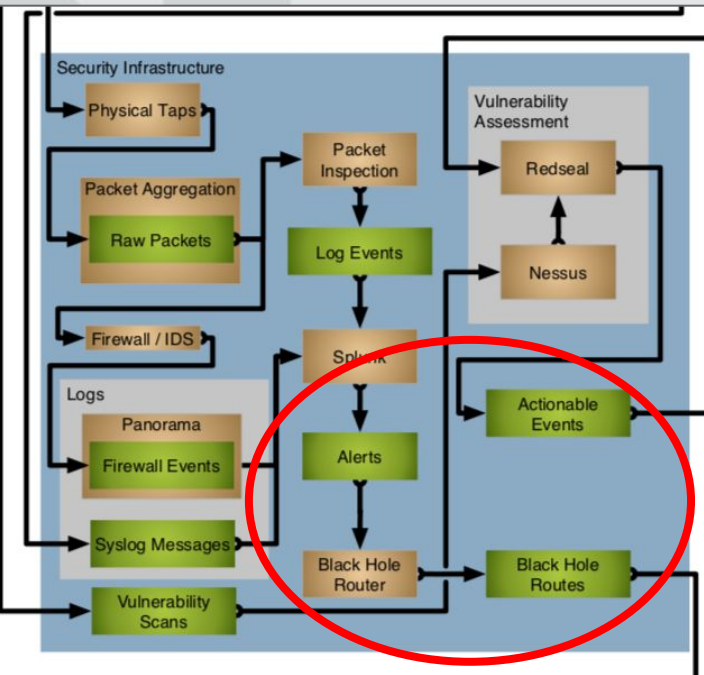 Security Infrastructure
Physical Taps
Packet Aggregation
Raw Packets
Firewall / IDS
Logs
Panorama
Firewall Events
Syslog Messages
Vulnerability
Scans
Packet
Inspection
Log Events
Splunk
Alerts
Black Hole
Router
Vulnerability
Assessment
Redseal
Nessus
Actionable
Events
Black Hole
Routes